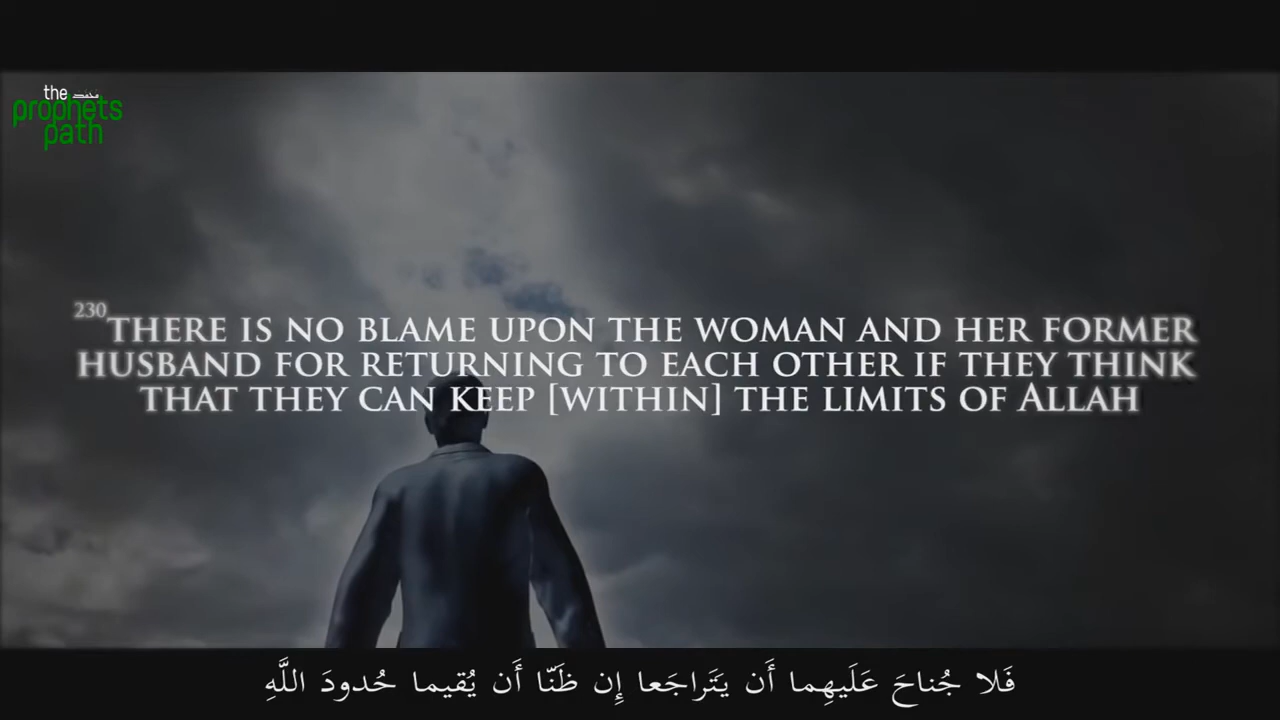 the محمد
prophets
path
230 THERE IS NO BLAME UPON THE WOMAN AND HER FORMER
HUSBAND FOR RETURNING TO EACH OTHER IF THEY THINK
THAT THEY CAN KEEP [WITHIN] THE LIMITS OF ALLAH
فَلا جُناحَ عَلَيهِما أَن يَتَراجَعا إِن ظَنّا أَن يُقيما حُدودَ اللَّهِ